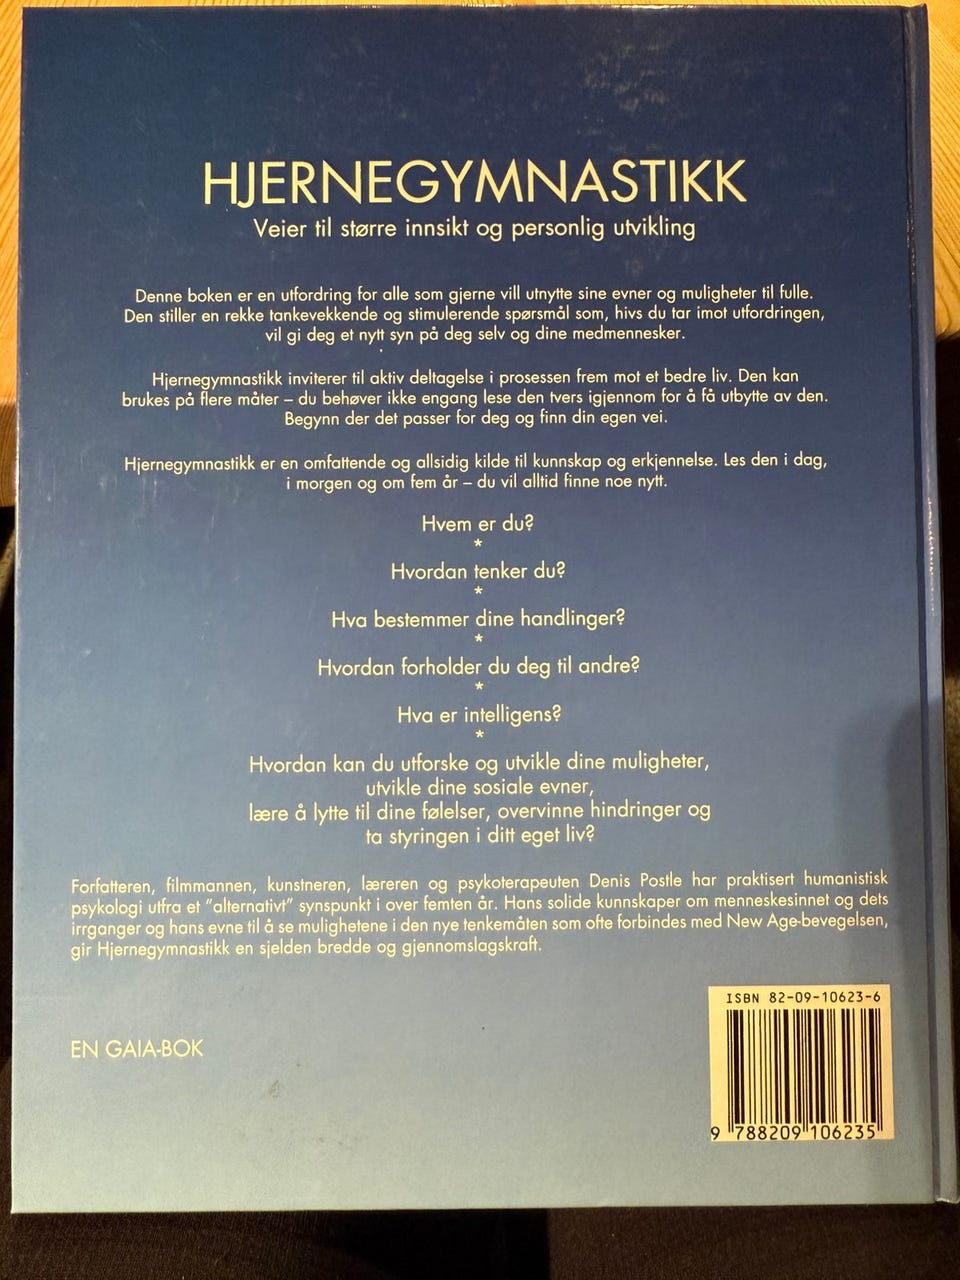 HJERNEGYMNASTIKK
Veier til større innsikt og personlig utvikling
Denne boken er en utfordring for alle som gjerne vill utnytte sine evner og muligheter til fulle.
Den stiller en rekke tankevekkende og stimulerende spørsmål som, hivs du tar imot utfordringen,
vil gi deg et nytt syn på deg selv og dine medmennesker.
Hjernegymnastikk inviterer til aktiv deltagelse i prosessen frem mot et bedre liv. Den kan
brukes på flere måter – du behøver ikke engang lese den tvers igjennom for å få utbytte av den.
Begynn der det passer for deg og finn din egen vei.
Hjernegymnastikk er en omfattende og allsidig kilde til kunnskap og erkjennelse. Les den i dag,
i morgen og om fem år – du vil alltid finne noe nytt.
Hvem er du?
*
Hvordan tenker du?
*
Hva bestemmer dine handlinger?
*
Hvordan forholder du deg til andre?
*
Hva er intelligens?
*
Hvordan kan du utforske og utvikle dine muligheter,
utvikle dine sosiale evner,
lære å lytte til dine følelser, overvinne hindringer og
ta styringen i ditt eget liv?
Forfatteren, filmmannen, kunstneren, læreren og psykoterapeuten Denis Postle har praktisert humanistisk
psykologi utfra et "alternativt" synspunkt i over femten år. Hans solide kunnskaper om menneskesinnet og dets
irrganger og hans evne til å se mulighetene i den nye tenkemåten som ofte forbindes med New Age-bevegelsen,
gir Hjernegymnastikk en sjelden bredde og gjennomslagskraft.
ISBN 82-09-10623-6
EN GAIA-BOK
9 788209 106235